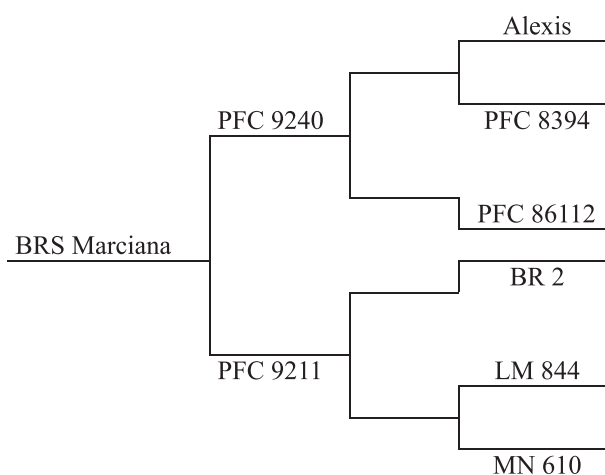 Alexis
PFC 8394
PFC 9240
PFC 86112
BRS Marciana
BR 2
PFC 9211
LM 844
MN 610